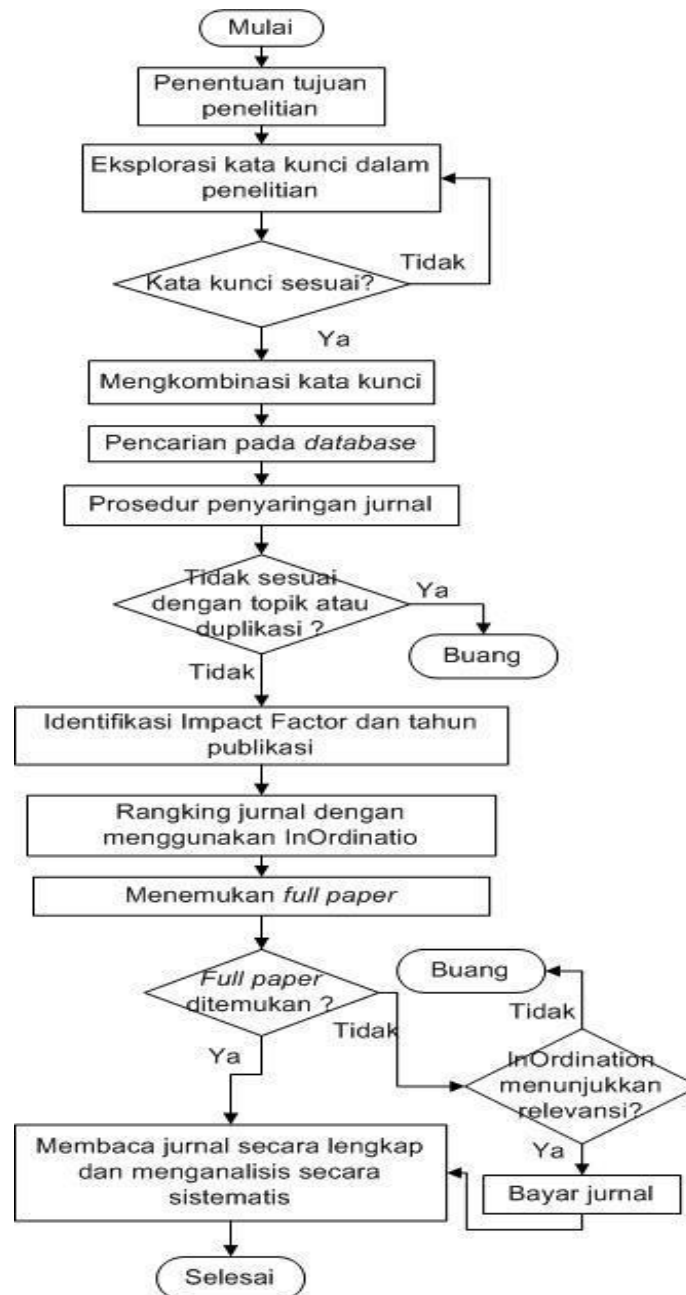 Mulai
Penentuan tujuan
penelitian
Eksplorasi kata kunci dalam
penelitian
Kata kunci sesuai?
Tidak
Ya
Mengkombinasi kata kunci
Pencarian pada database
Prosedur penyaringan jurnal
Tidak sesuai
dengan topik atau
duplikasi ?
Ya
Buang
Tidak
Identifikasi Impact Factor dan tahun
publikasi
Rangking jurnal dengan
menggunakan InOrdinatio
Menemukan full paper
Full paper
ditemukan ?
Tidak
Ya
Buang
Tidak
InOrdination
menunjukkan
relevansi?
Ya
Bayar jurnal
Membaca jurnal secara lengkap
dan menganalisis secara
sistematis
Selesai